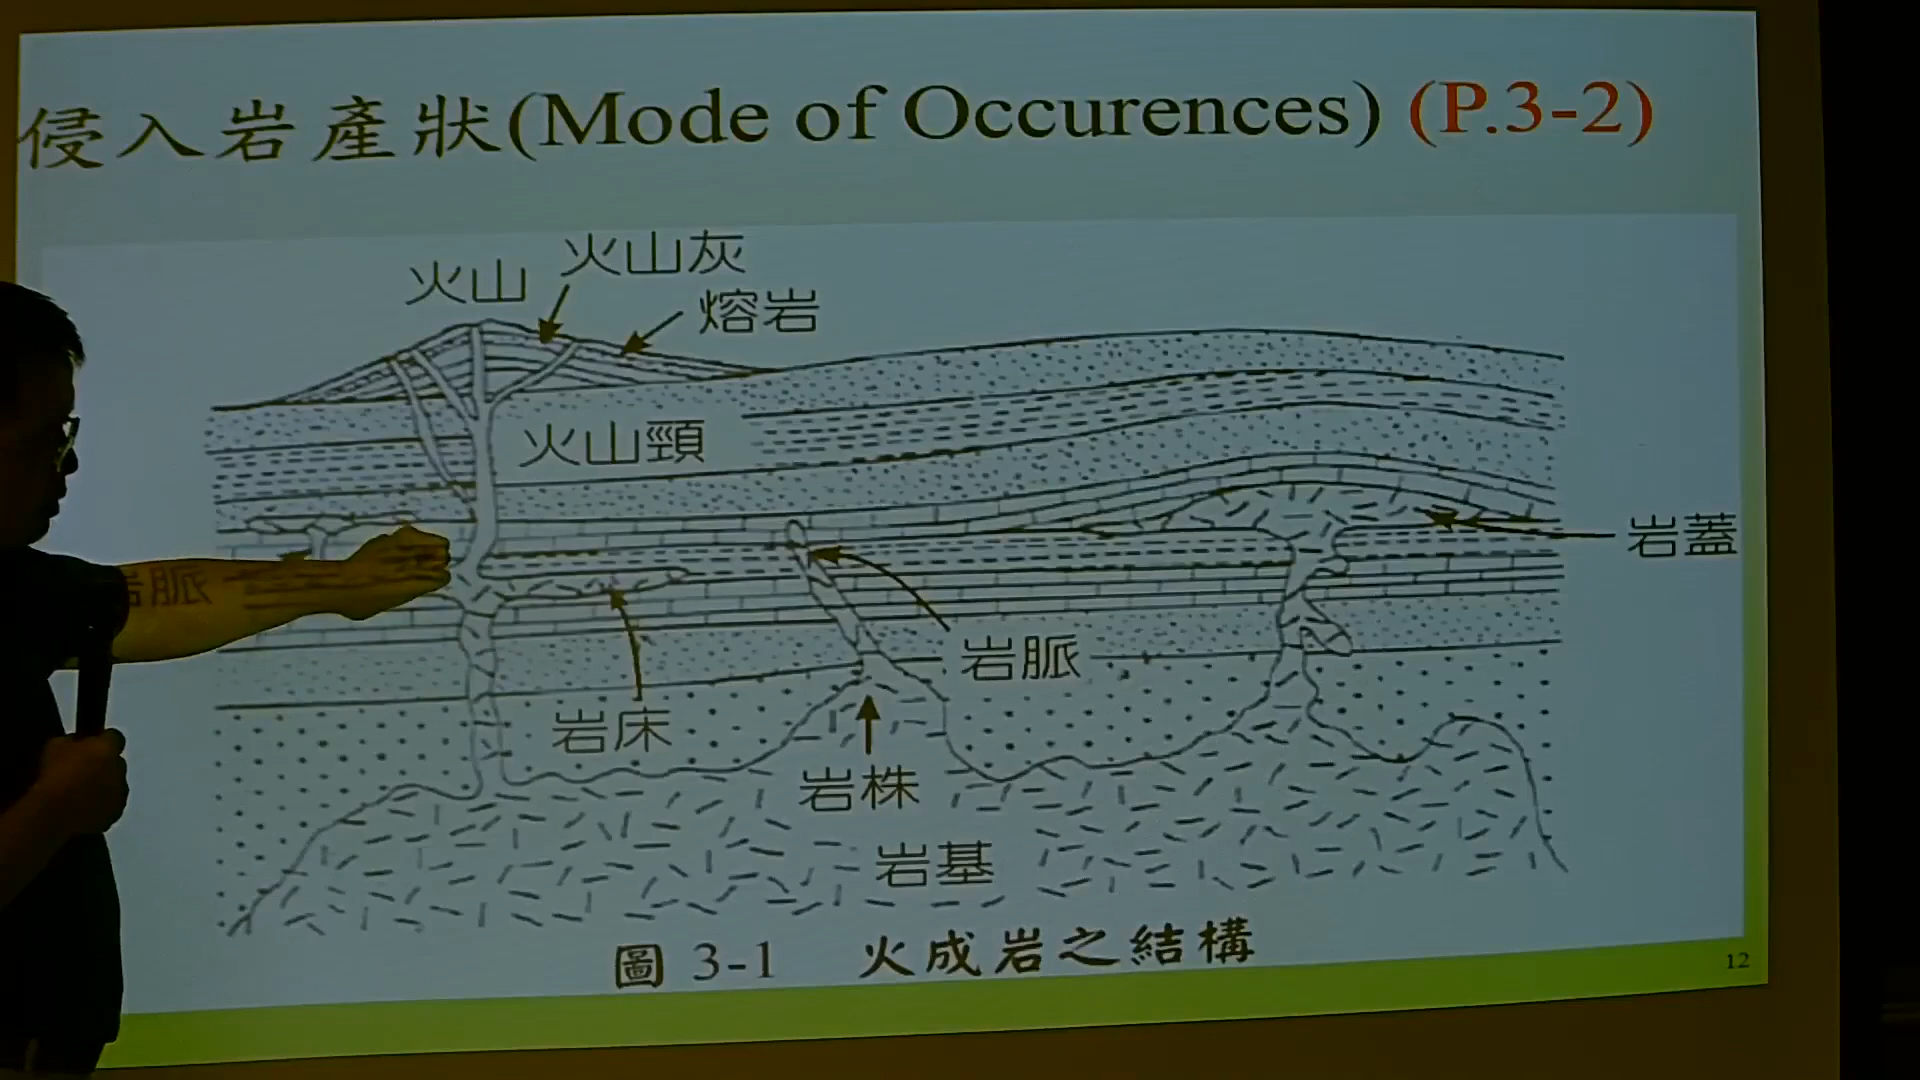 侵入岩產狀(Mode of Occurences) (P.3-2)
火山
火山灰
熔岩
火山頸
岩蓋
岩脈
岩脈
岩床
岩株
岩基
圖 3-1 火成岩之結構
12